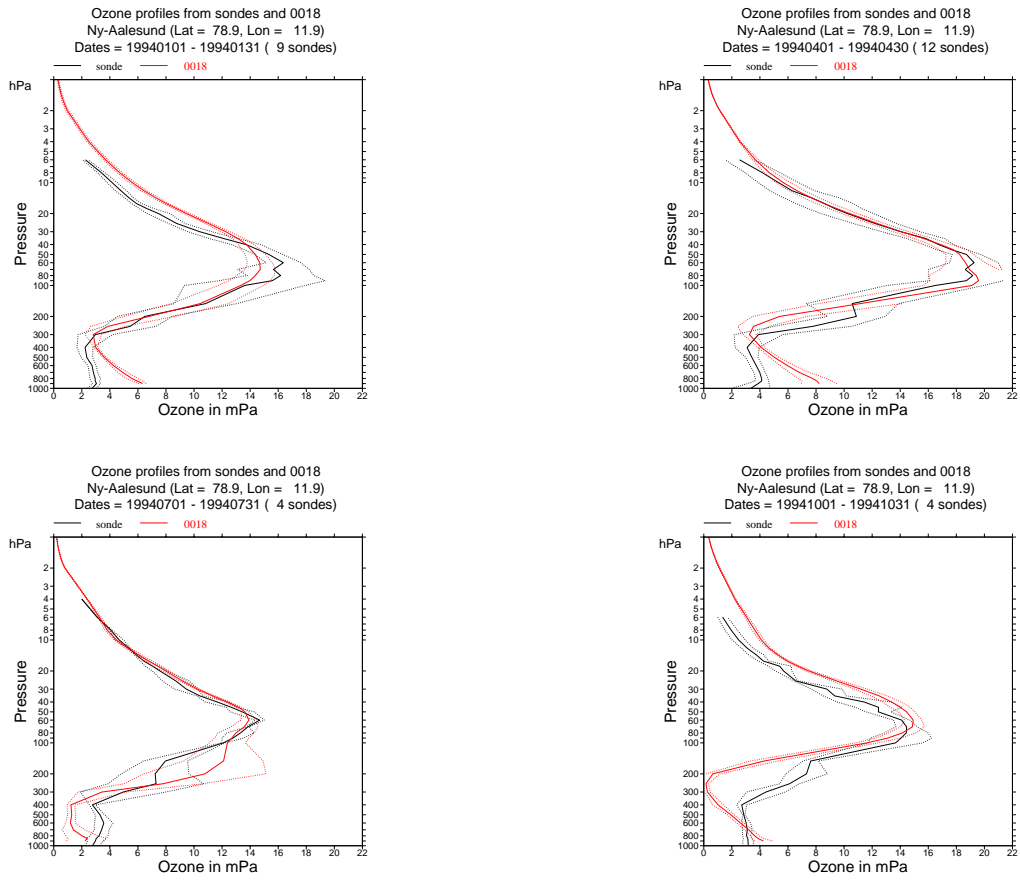 Ozone profiles from sondes and 0018
Ny-Aalesund (Lat = 78.9, Lon = 11.9)
Dates = 19940101 - 19940131 ( 9 sondes)
sonde 0018
hPa
2
3
4
5
6
8
10
20
30
40
50
60
80
100
200
300
400
500
600
800
1000
Pressure
0 2 4 6 8 10 12 14 16 18 20 22
Ozone in mPa
Ozone profiles from sondes and 0018
Ny-Aalesund (Lat = 78.9, Lon = 11.9)
Dates = 19940401 - 19940430 ( 12 sondes)
sonde 0018
hPa
2
3
4
5
6
8
10
20
30
40
50
60
80
100
200
300
400
500
600
800
1000
Pressure
0 2 4 6 8 10 12 14 16 18 20 22
Ozone in mPa
Ozone profiles from sondes and 0018
Ny-Aalesund (Lat = 78.9, Lon = 11.9)
Dates = 19940701 - 19940731 ( 4 sondes)
sonde 0018
hPa
2
3
4
5
6
8
10
20
30
40
50
60
80
100
200
300
400
500
600
800
1000
Pressure
0 2 4 6 8 10 12 14 16 18 20 22
Ozone in mPa
Ozone profiles from sondes and 0018
Ny-Aalesund (Lat = 78.9, Lon = 11.9)
Dates = 19941001 - 19941031 ( 4 sondes)
sonde 0018
hPa
2
3
4
5
6
8
10
20
30
40
50
60
80
100
200
300
400
500
600
800
1000
Pressure
0 2 4 6 8 10 12 14 16 18 20 22
Ozone in mPa